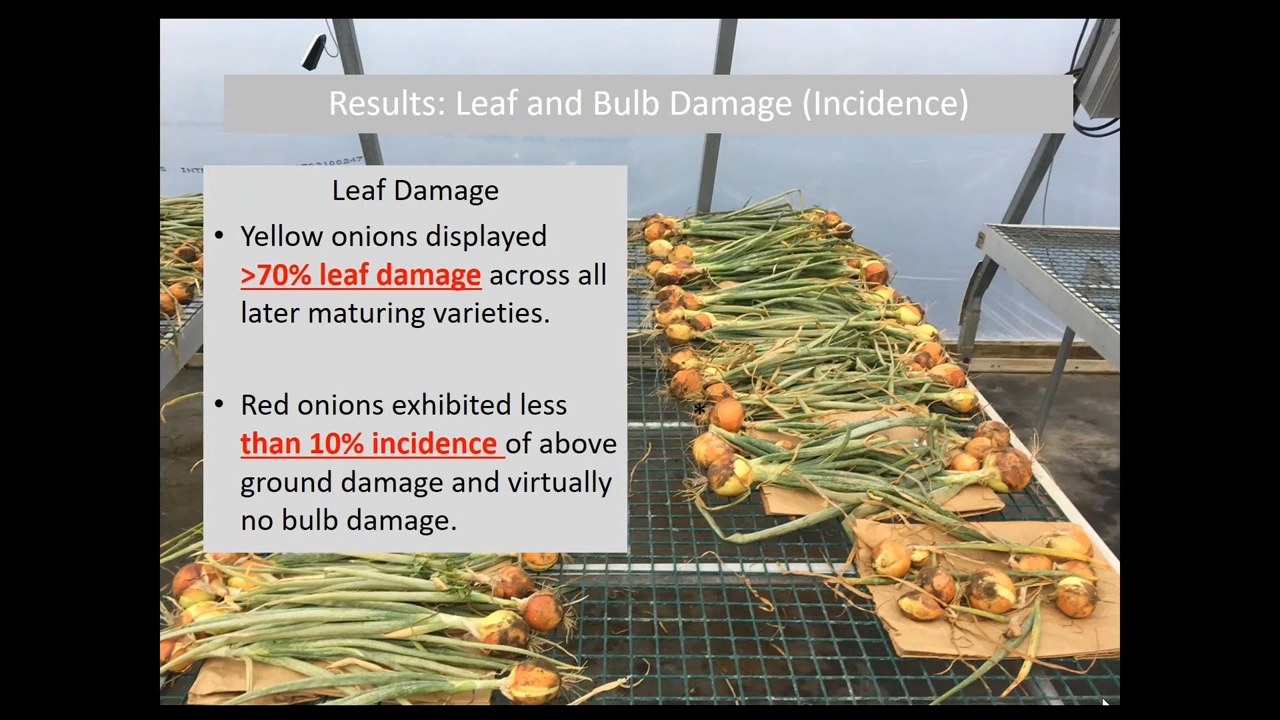 Results: Leaf and Bulb Damage (Incidence)
Leaf Damage
• Yellow onions displayed
>70% leaf damage across all
later maturing varieties.
• Red onions exhibited less
than 10% incidence of above
ground damage and virtually
no bulb damage.
*